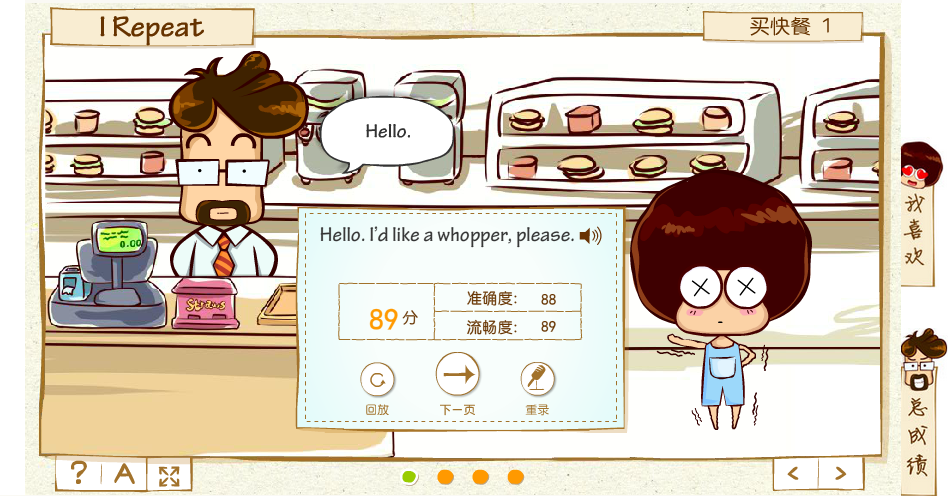 I Repeat
买快餐 1
Hello.
Hello. I'd like a whopper, please.
0.00
Straws
89分
准确度: 88
流畅度: 89
回放
下一页
重录
我喜欢
总成绩
? A